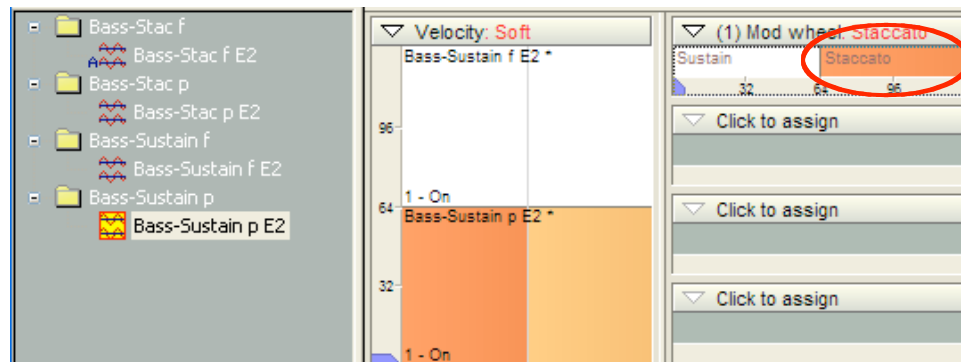 Bass-Stac f
A Bass-Stac f E2
Bass-Stac p
Bass-Stac p E2
Bass-Sustain f
Bass-Sustain f E2
Bass-Sustain p
Bass-Sustain p E2
Velocity: Soft
Bass-Sustain f E2 *
96
1 - On
64
Bass-Sustain p E2 *
32
1 - On
(1) Mod wheel: Staccato
Sustain Staccato
32 64 96
Click to assign
Click to assign
Click to assign